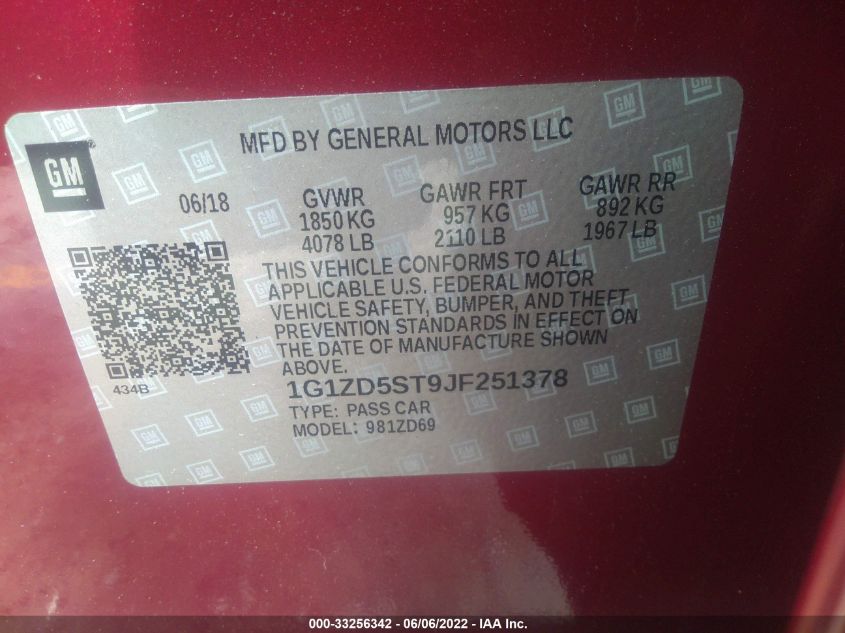 MFD BY GENERAL MOTORS LLC
GM
06/18
GVWR GAWR FRT GAWR RR
1850 KG 957 KG 892 KG
4078 LB 2110 LB 1967 LB
THIS VEHICLE CONFORMS TO ALL
APPLICABLE U.S. FEDERAL MOTOR
VEHICLE SAFETY, BUMPER, AND THEFT
PREVENTION STANDARDS IN EFFECT ON
THE DATE OF MANUFACTURE SHOWN
ABOVE.
434B
1G1ZD5ST9JF251378
TYPE: PASS CAR
MODEL: 981ZD69
000-33256342 - 06/06/2022 - IAA Inc.